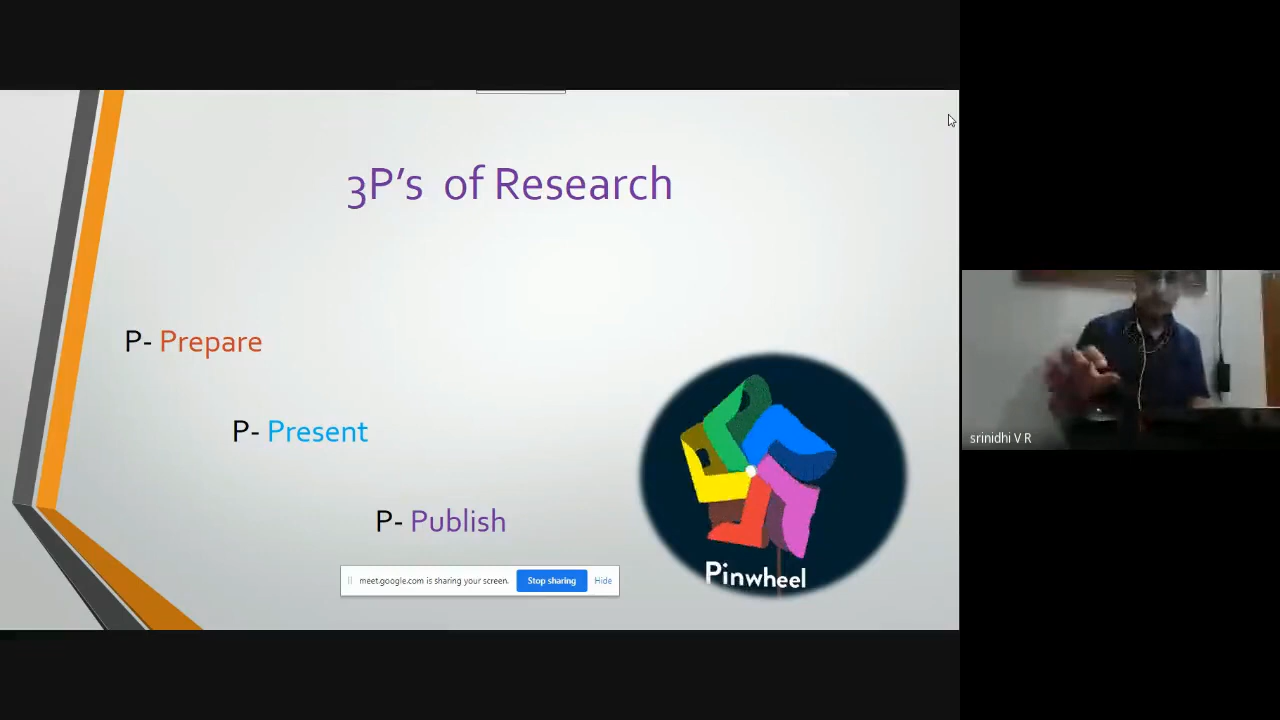 3P’s of Research
P- Prepare
P- Present
P- Publish
Pinwheel
meet.google.com is sharing your screen. Stop sharing Hide
srinidhi V R